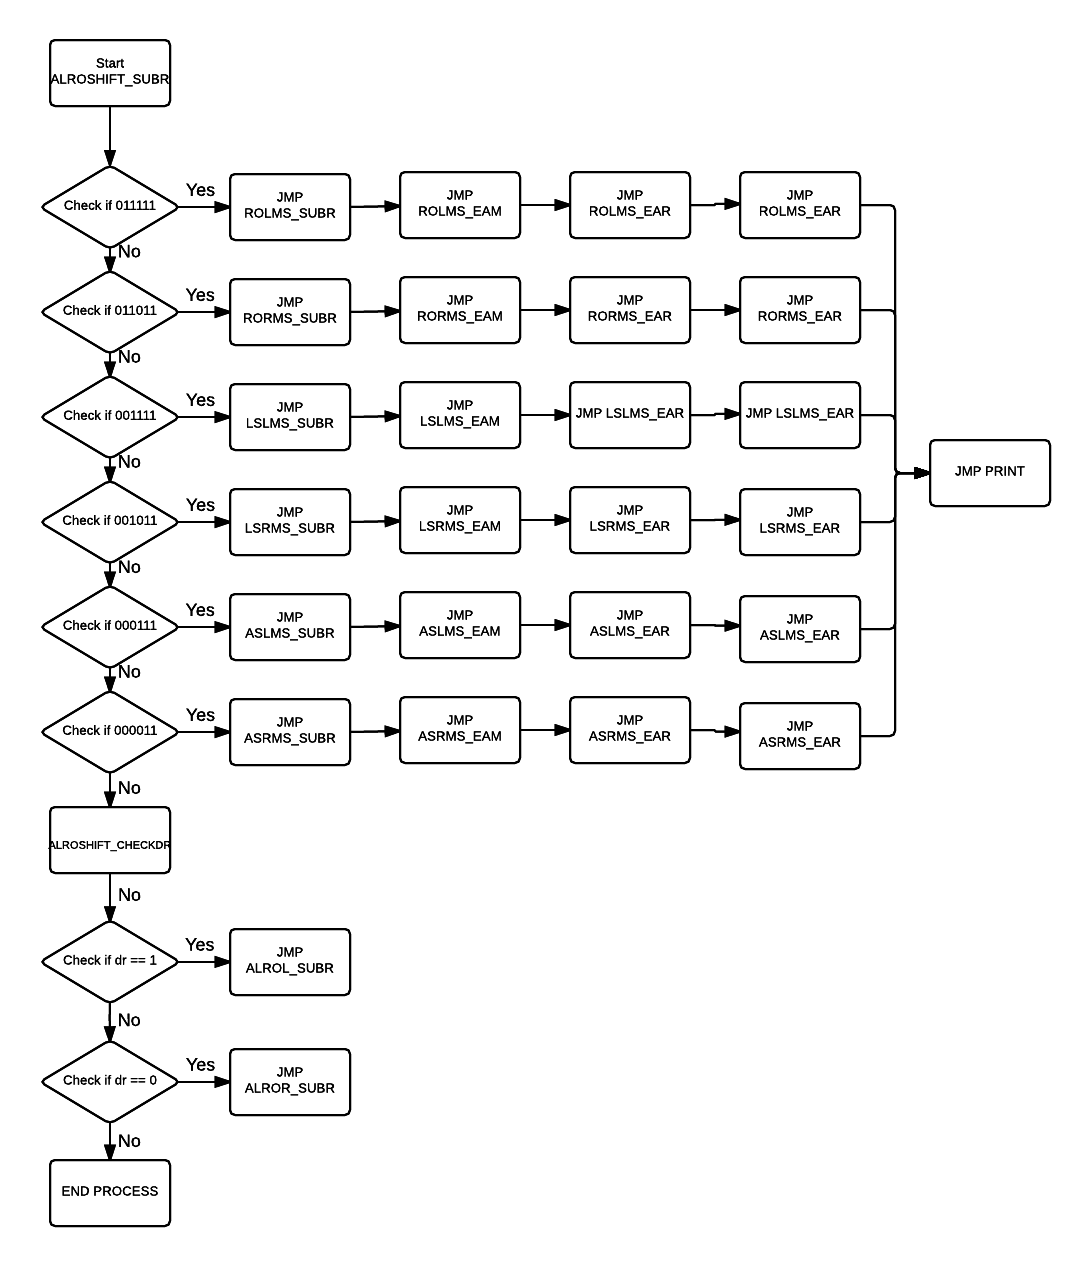 Start
ALROSHIFT_SUBR
Check if 011111
Yes
JMP
ROLMS_SUBR
JMP
ROLMS_EAM
JMP
ROLMS_EAR
JMP
ROLMS_EAR
No
Check if 011011
Yes
JMP
RORMS_SUBR
JMP
RORMS_EAM
JMP
RORMS_EAR
JMP
RORMS_EAR
No
Check if 001111
Yes
JMP
LSLMS_SUBR
JMP
LSLMS_EAM
JMP LSLMS_EAR
JMP LSLMS_EAR
No
JMP PRINT
Check if 001011
Yes
JMP
LSRMS_SUBR
JMP
LSRMS_EAM
JMP
LSRMS_EAR
JMP
LSRMS_EAR
No
Check if 000111
Yes
JMP
ASLMS_SUBR
JMP
ASLMS_EAM
JMP
ASLMS_EAR
JMP
ASLMS_EAR
No
Check if 000011
Yes
JMP
ASRMS_SUBR
JMP
ASRMS_EAM
JMP
ASRMS_EAR
JMP
ASRMS_EAR
No
ALROSHIFT_CHECKDR
No
Check if dr == 1
Yes
JMP
ALROL_SUBR
No
Check if dr == 0
Yes
JMP
ALROR_SUBR
No
END PROCESS